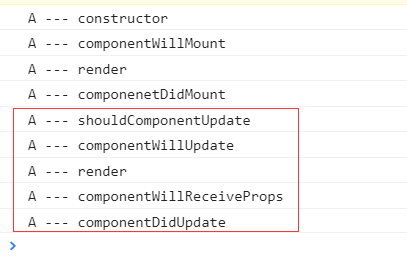 A --- constructor
A --- componentWillMount
A --- render
A --- componenetDidMount
A --- shouldComponentUpdate
A --- componentWillUpdate
A --- render
A --- componentWillReceiveProps
A --- componentDidUpdate